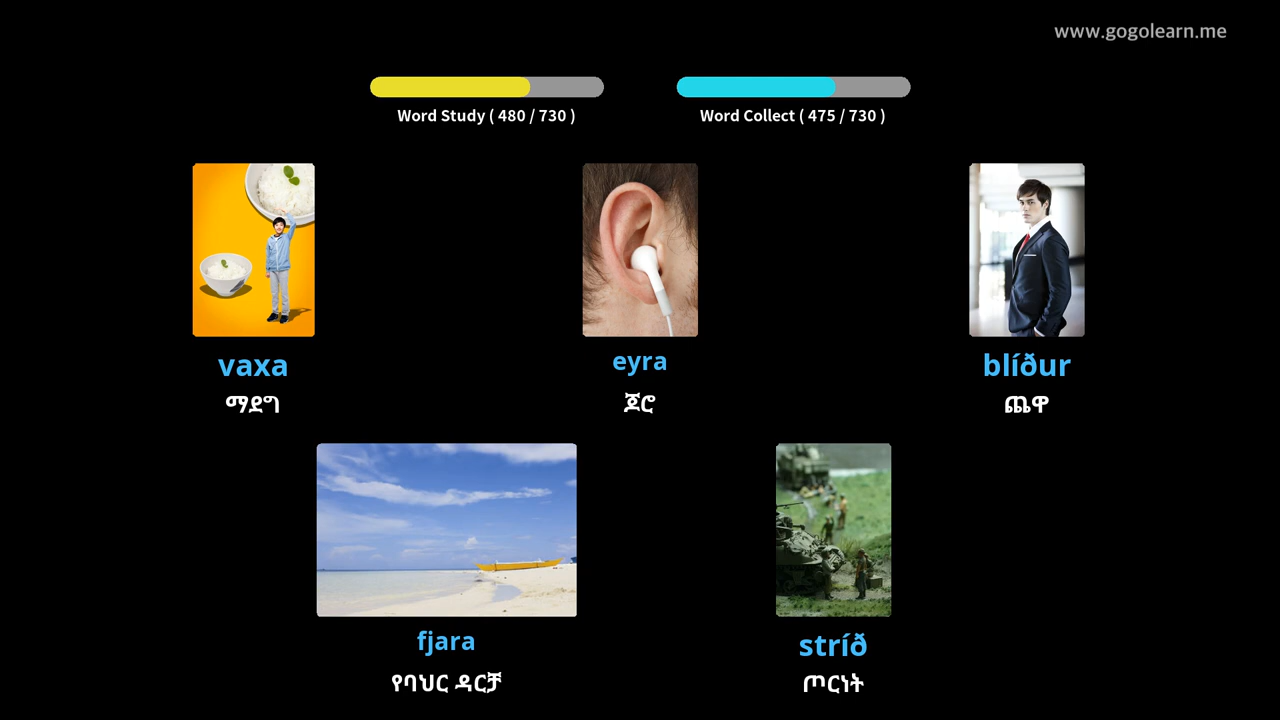 www.gogolearn.me
Word Study ( 480 / 730 )
Word Collect ( 475 / 730 )
vaxa
ማደግ
eyra
ጆሮ
blíður
ጨዋ
fjara
የባህር ዳርቻ
stríð
ጦርነት